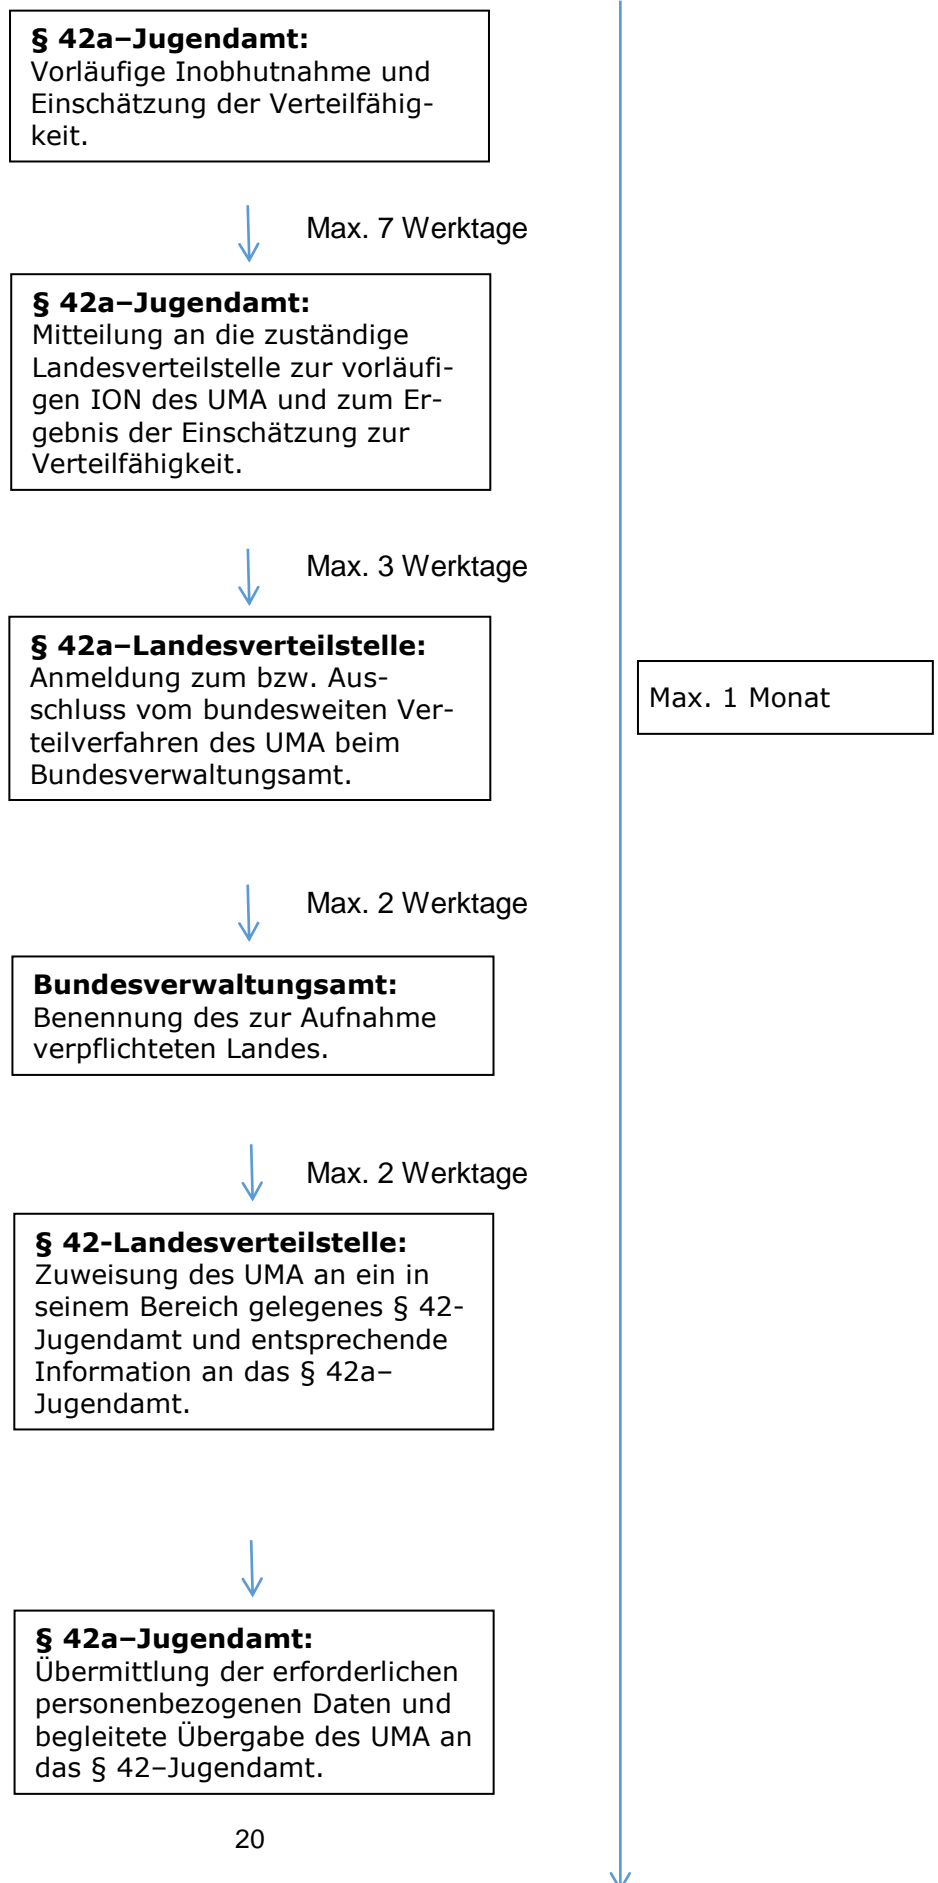 § 42a–Jugendamt:
Vorläufige Inobhutnahme und
Einschätzung der Verteilfähig-
keit.
Max. 7 Werktage
§ 42a–Jugendamt:
Mitteilung an die zuständige
Landesverteilstelle zur vorläufi-
gen ION des UMA und zum Er-
gebnis der Einschätzung zur
Verteilfähigkeit.
Max. 3 Werktage
§ 42a–Landesverteilstelle:
Anmeldung zum bzw. Aus-
schluss vom bundesweiten Ver-
teilverfahren des UMA beim
Bundesverwaltungsamt.
Max. 1 Monat
Max. 2 Werktage
Bundesverwaltungsamt:
Benennung des zur Aufnahme
verpflichteten Landes.
Max. 2 Werktage
§ 42-Landesverteilstelle:
Zuweisung des UMA an ein in
seinem Bereich gelegenes § 42-
Jugendamt und entsprechende
Information an das § 42a–
Jugendamt.
§ 42a–Jugendamt:
Übermittlung der erforderlichen
personenbezogenen Daten und
begleitete Übergabe des UMA an
das § 42–Jugendamt.
20